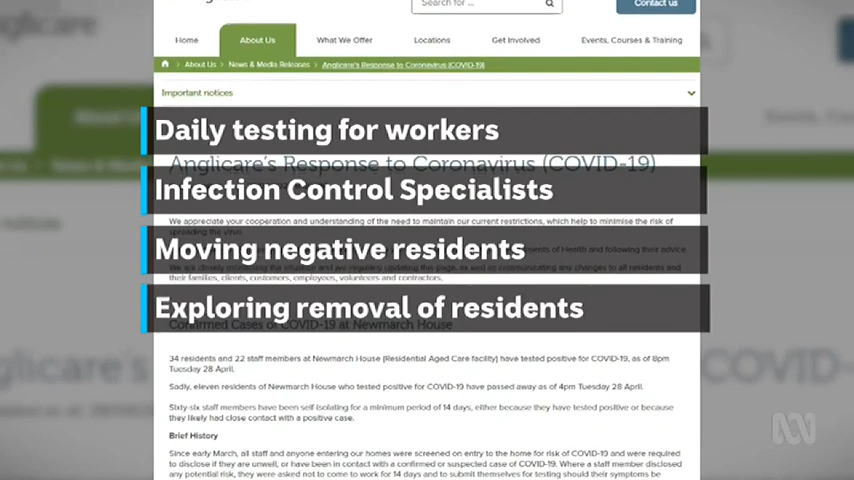 Search for...
Contact us
Home
About Us
What We Offer
Locations
Get Involved
Events, Courses & Training
About Us
News & Media Releases
Anglicare's Response to Coronavirus (COVID-19)
Important notices
Daily testing for workers
Anglicare's Response to Coronavirus (COVID-19)
Infection Control Specialists
We appreciate your cooperation and understanding of the need to maintain our current restrictions, which help to minimise the risk of
spreading the virus.
Moving negative residents
of Health and following their advice.
their families, clients, customers, employees, volunteers and contractors.
Exploring removal of residents
Confirmed Cases of COVID-19 at Newmarch House
34 residents and 22 staff members at Newmarch House (Residential Aged Care facility) have tested positive for COVID-19, as of 8pm
Tuesday 28 April.
Sadly, eleven residents of Newmarch House who tested positive for COVID-19 have passed away as of 4pm Tuesday 28 April.
Sixty-six staff members have been self-isolating for a minimum period of 14 days, either because they have tested positive or because
they likely had close contact with a positive case.
Brief History
Since early March, all staff and anyone entering our homes were screened on entry to the home for risk of COVID-19 and were required
to disclose if they are unwell, or have been in contact with a confirmed or suspected case of COVID-19. Where a staff member disclosed
any potential risk, they were asked not to come to work for 14 days and to submit themselves for testing should their symptoms be